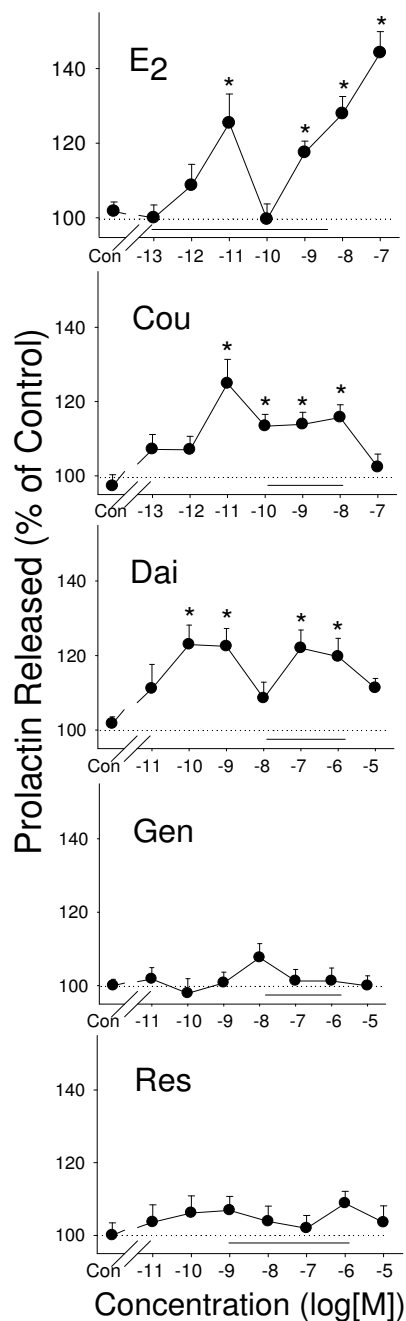 Prolactin Released (% of Control)
E2
*
*
*
*
140
120
100
Con -13 -12 -11 -10 -9 -8 -7
Cou
*
*
*
*
140
120
100
Con -13 -12 -11 -10 -9 -8 -7
Dai
*
*
*
*
140
120
100
Con -11 -10 -9 -8 -7 -6 -5
Gen
140
120
100
Con -11 -10 -9 -8 -7 -6 -5
Res
140
120
100
Con -11 -10 -9 -8 -7 -6 -5
Concentration (log[M])